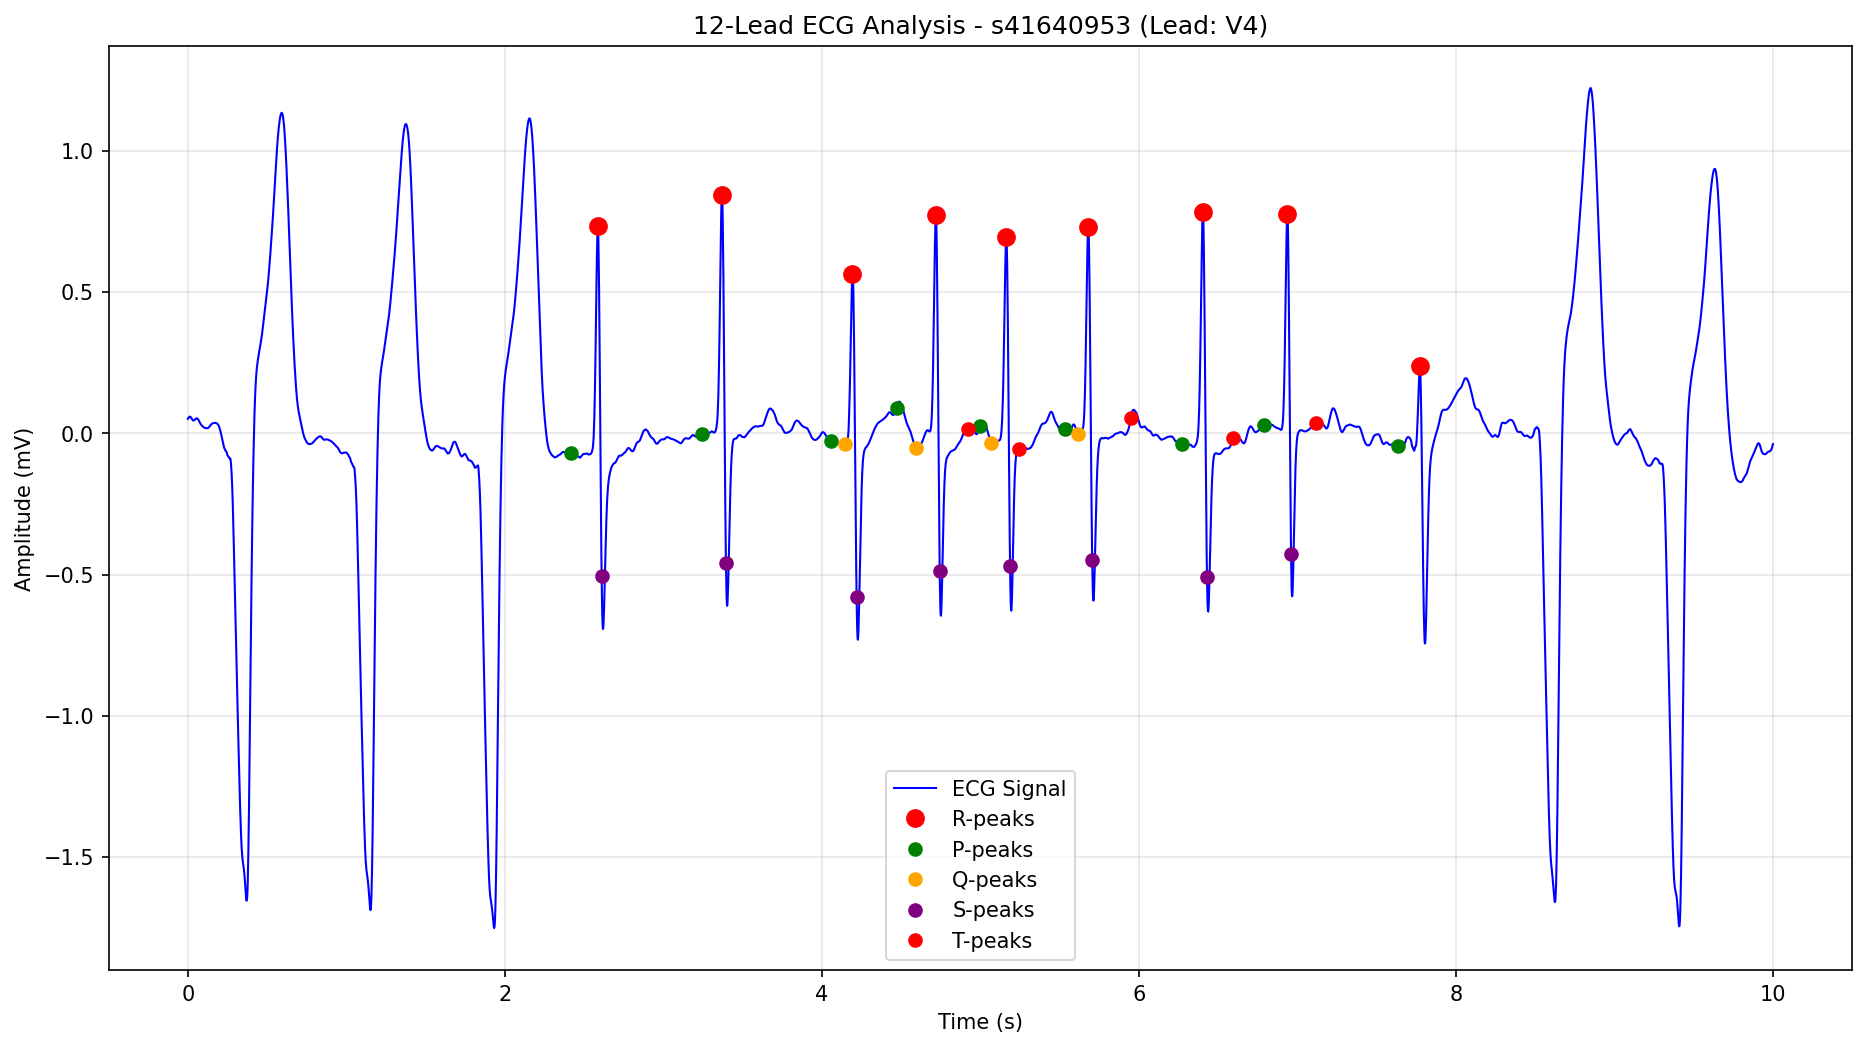 12-Lead ECG Analysis - s41640953 (Lead: V4)
Amplitude (mV)
1.0
0.5
0.0
−0.5
−1.0
−1.5
ECG Signal
R-peaks
P-peaks
Q-peaks
S-peaks
T-peaks
0 2 4 6 8 10
Time (s)